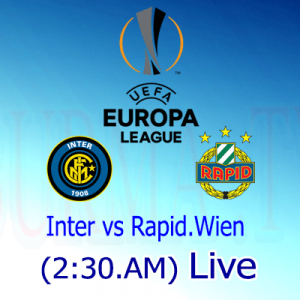 UEFA
EUROPA
LEAGUE
INTER
1908
RAPID
Inter vs Rapid.Wien
(2:30.AM) Live